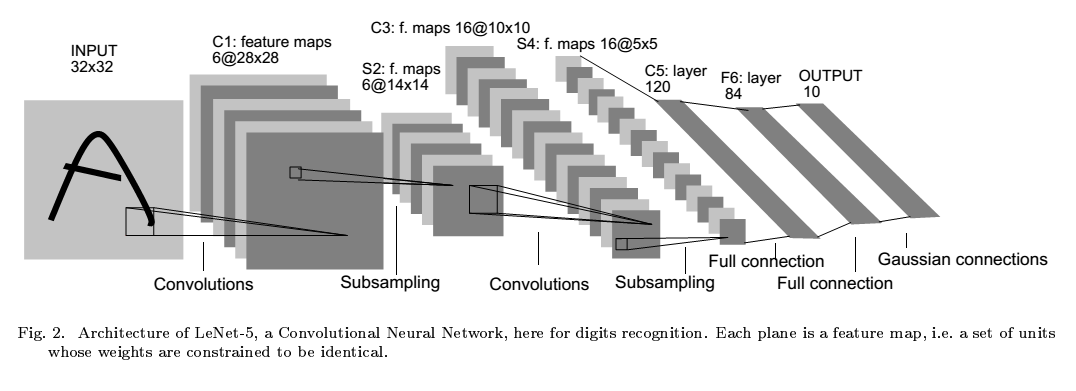 INPUT
32x32
C1: feature maps
6@28x28
S2: f. maps
6@14x14
C3: f. maps 16@10x10
S4: f. maps 16@5x5
C5: layer
120
F6: layer
84
OUTPUT
10
Convolutions
Subsampling
Convolutions
Subsampling
Full connection
Full connection
Gaussian connections
Fig. 2. Architecture of LeNet-5, a Convolutional Neural Network, here for digits recognition. Each plane is a feature map, i.e. a set of units
whose weights are constrained to be identical.